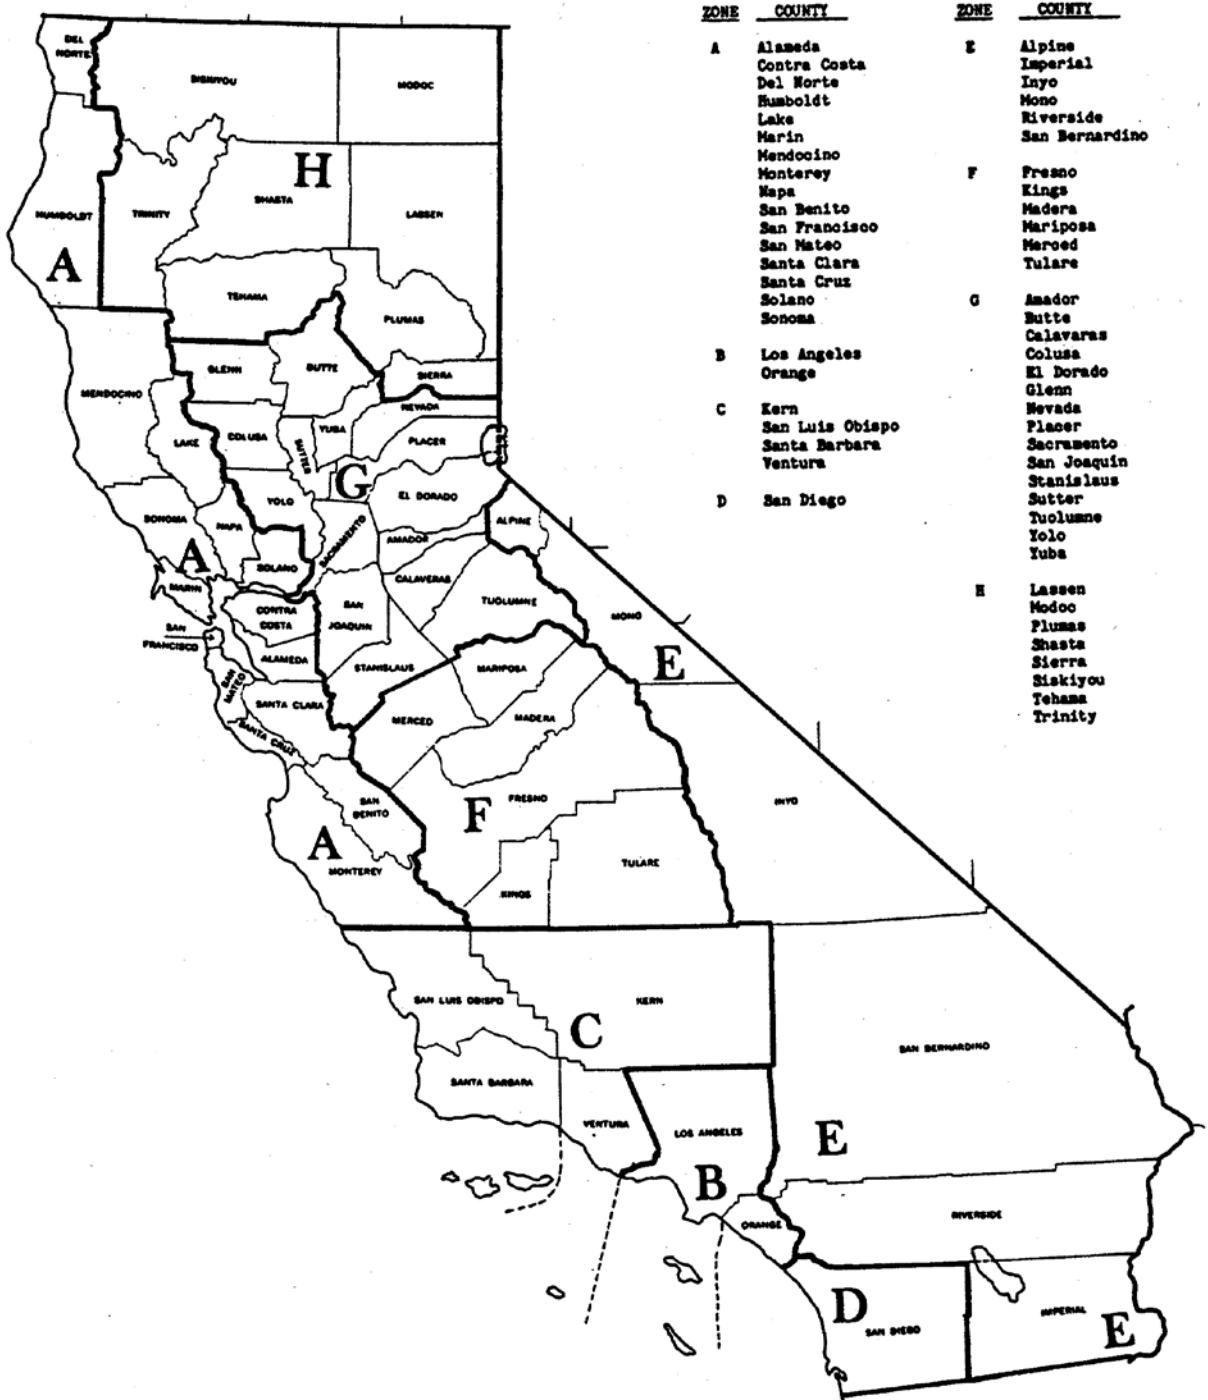 ZONE COUNTY
A Alameda
Contra Costa
Del Norte
Humboldt
Lake
Marin
Mendocino
Monterey
Napa
San Benito
San Francisco
San Mateo
Santa Clara
Santa Cruz
Solano
Sonoma
B Los Angeles
Orange
C Kern
San Luis Obispo
Santa Barbara
Ventura
D San Diego
ZONE COUNTY
E Alpine
Imperial
Inyo
Mono
Riverside
San Bernardino
F Fresno
Kings
Madera
Mariposa
Merced
Tulare
G Amador
Butte
Calavaras
Colusa
El Dorado
Glenn
Nevada
Placer
Sacramento
San Joaquin
Stanislaus
Sutter
Tuolumne
Yolo
Yuba
H Lassen
Modoc
Plumas
Shasta
Sierra
Siskiyou
Tehama
Trinity
DEL
NORTE
SISKIYOU
MODOC
H
HUMBOLDT
TRINITY
SHASTA
LASSEN
A
TEHAMA
PLUMAS
GLENN
BUTTE
SIERRA
MENDOCINO
NEVADA
LAKE
COLUSA
SUTTER
YUBA
PLACER
G
YOLO
EL DORADO
SONOMA
NAPA
SACRAMENTO
ALPINE
A
AMADOR
SOLANO
MARIN
CALAVERAS
CONTRA
COSTA
SAN
JOAQUIN
TUOLUMNE
MONO
SAN
FRANCISCO
ALAMEDA
STANISLAUS
MARIPOSA
E
SAN
MATEO
SANTA CLARA
MERCED
MADERA
SANTA CRUZ
SAN
BENITO
F
FRESNO
INYO
A
MONTEREY
TULARE
KINGS
SAN LUIS OBISPO
KERN
C
SAN BERNARDINO
SANTA BARBARA
VENTURA
LOS ANGELES
E
B
ORANGE
RIVERSIDE
D
SAN DIEGO
IMPERIAL
E